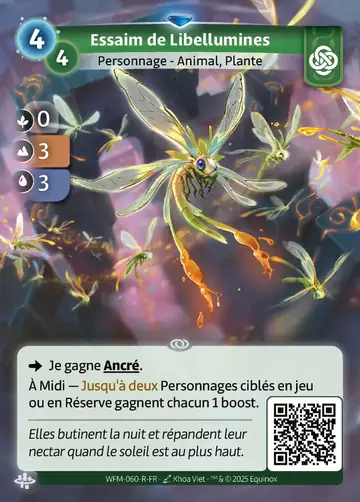 4
4
Essaim de Libellumines
Personnage - Animal, Plante
0
3
3
Je gagne Ancré.
À Midi — Jusqu'à deux Personnages ciblés en jeu
ou en Réserve gagnent chacun 1 boost.
Elles butinent la nuit et répandent leur
nectar quand le soleil est au plus haut.
WFM-060-R-FR - Khoa Viet - ™ & © 2025 Equinox